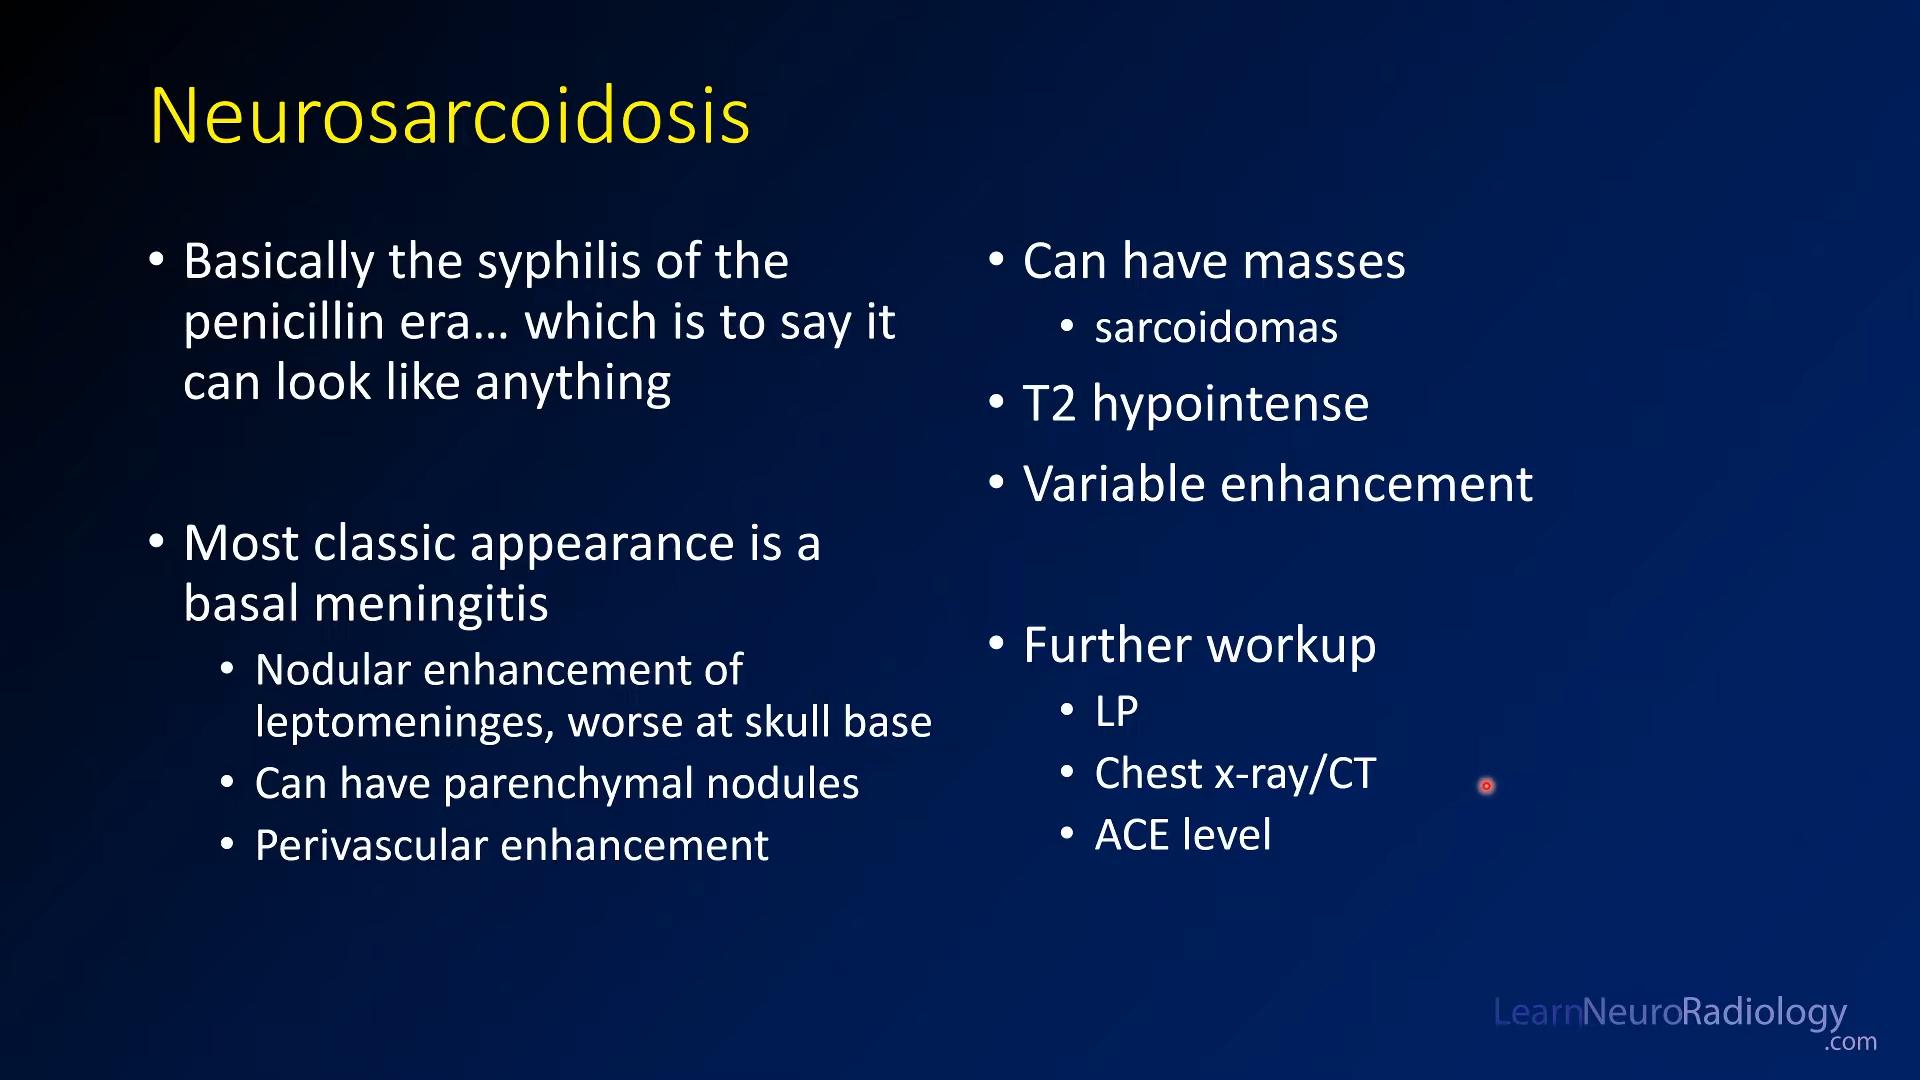 Neurosarcoidosis
• Basically the syphilis of the
penicillin era... which is to say it
can look like anything
• Most classic appearance is a
basal meningitis
• Nodular enhancement of
leptomeninges, worse at skull base
• Can have parenchymal nodules
• Perivascular enhancement
• Can have masses
• sarcoidomas
• T2 hypointense
• Variable enhancement
• Further workup
• LP
• Chest x-ray/CT
• ACE level
LearnNeuroRadiology
.com